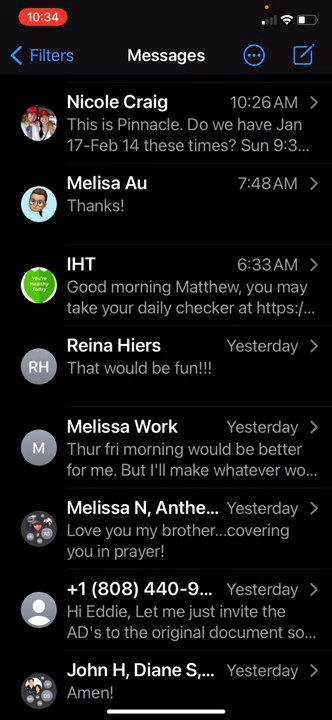 10:34
Filters
Messages
Nicole Craig
10:26 AM
This is Pinnacle. Do we have Jan
17-Feb 14 these times? Sun 9:3...
Melisa Au
7:48 AM
Thanks!
You're
Healthy
Today
IHT
6:33 AM
Good morning Matthew, you may
take your daily checker at https:/...
RH
Reina Hiers
Yesterday
That would be fun!!!
M
Melissa Work
Yesterday
Thur fri morning would be better
for me. But I'll make whatever wo...
Melissa N, Anthe...
Yesterday
Love you my brother...covering
you in prayer!
+1 (808) 440-9...
Yesterday
Hi Eddie, Let me just invite the
AD's to the original document so...
John H, Diane S,...
Yesterday
Amen!